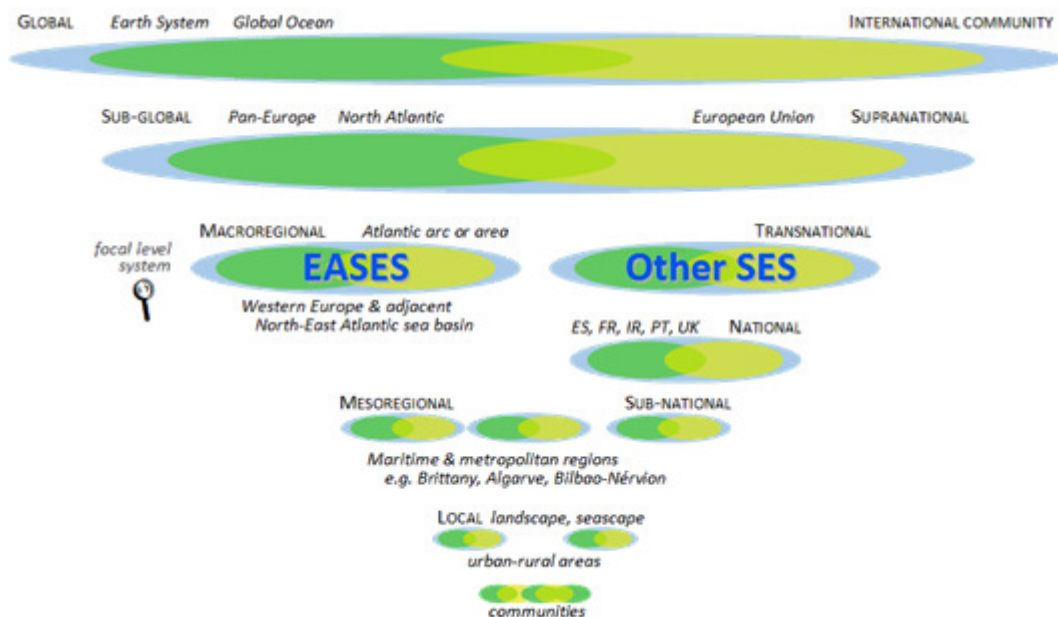 GLOBAL Earth System Global Ocean INTERNATIONAL COMMUNITY
SUB-GLOBAL Pan-Europe North Atlantic European Union SUPRANATIONAL
MACROREGIONAL Atlantic arc or area TRANSNATIONAL
focal level
system
EASES Other SES
Western Europe & adjacent
North-East Atlantic sea basin
ES, FR, IR, PT, UK NATIONAL
MESOREGIONAL SUB-NATIONAL
Maritime & metropolitan regions
e.g. Brittany, Algarve, Bilbao-Nérvion
LOCAL landscape, seascape
urban-rural areas
communities